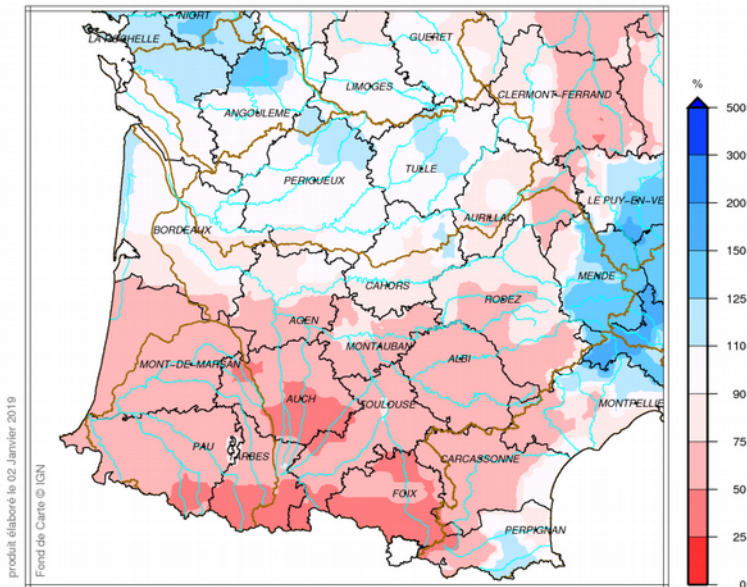 NIORT
LA ROCHELLE
GUERET
LIMOGES
CLERMONT-FERRAND
ANGOULEME
PERIGUEUX
TULLE
LE PUY-EN-VE
AURILLAC
BORDEAUX
MENDE
CAHORS
RODEZ
AGEN
MONTAUBAN
ALBI
MONT-DE-MARSAN
AUCH
TOULOUSE
MONTPELLIE
PAU
ARBES
CARCASSONNE
FOIX
PERPIGNAN
%
500
300
200
150
125
110
90
75
50
25
0
produit élaboré le 02 Janvier 2019
Fond de Carte © IGN